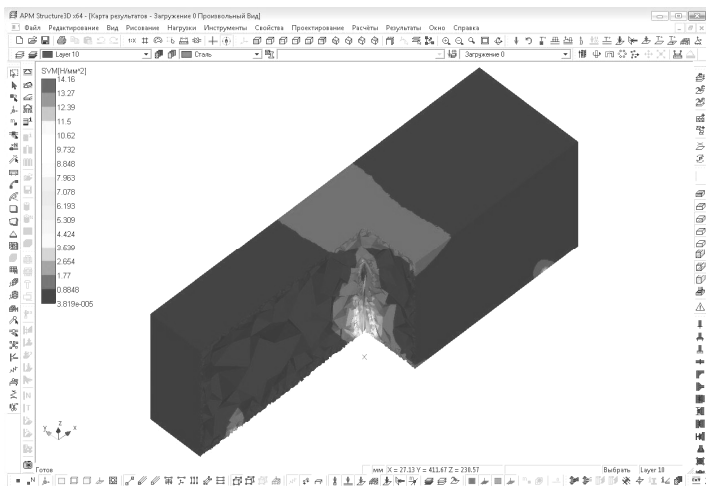 APM Structure3D x64 - [Карта результатов - Загружение 0 Произвольный Вид]
Файл Редактирование Вид Рисование Нагрузки Инструменты Свойства Проектирование Расчёты Результаты Окно Справка
Layer 10 Сталь Загружение 0
SVM[Н/мм^2]
14.16
13.27
12.39
11.5
10.62
9.732
8.848
7.963
7.078
6.193
5.309
4.424
3.539
2.654
1.77
0.8848
3.819e-005
X
Z
Y X
Готов мм X = 27.13 Y = 411.67 Z = 238.57 Выбрать Layer 10